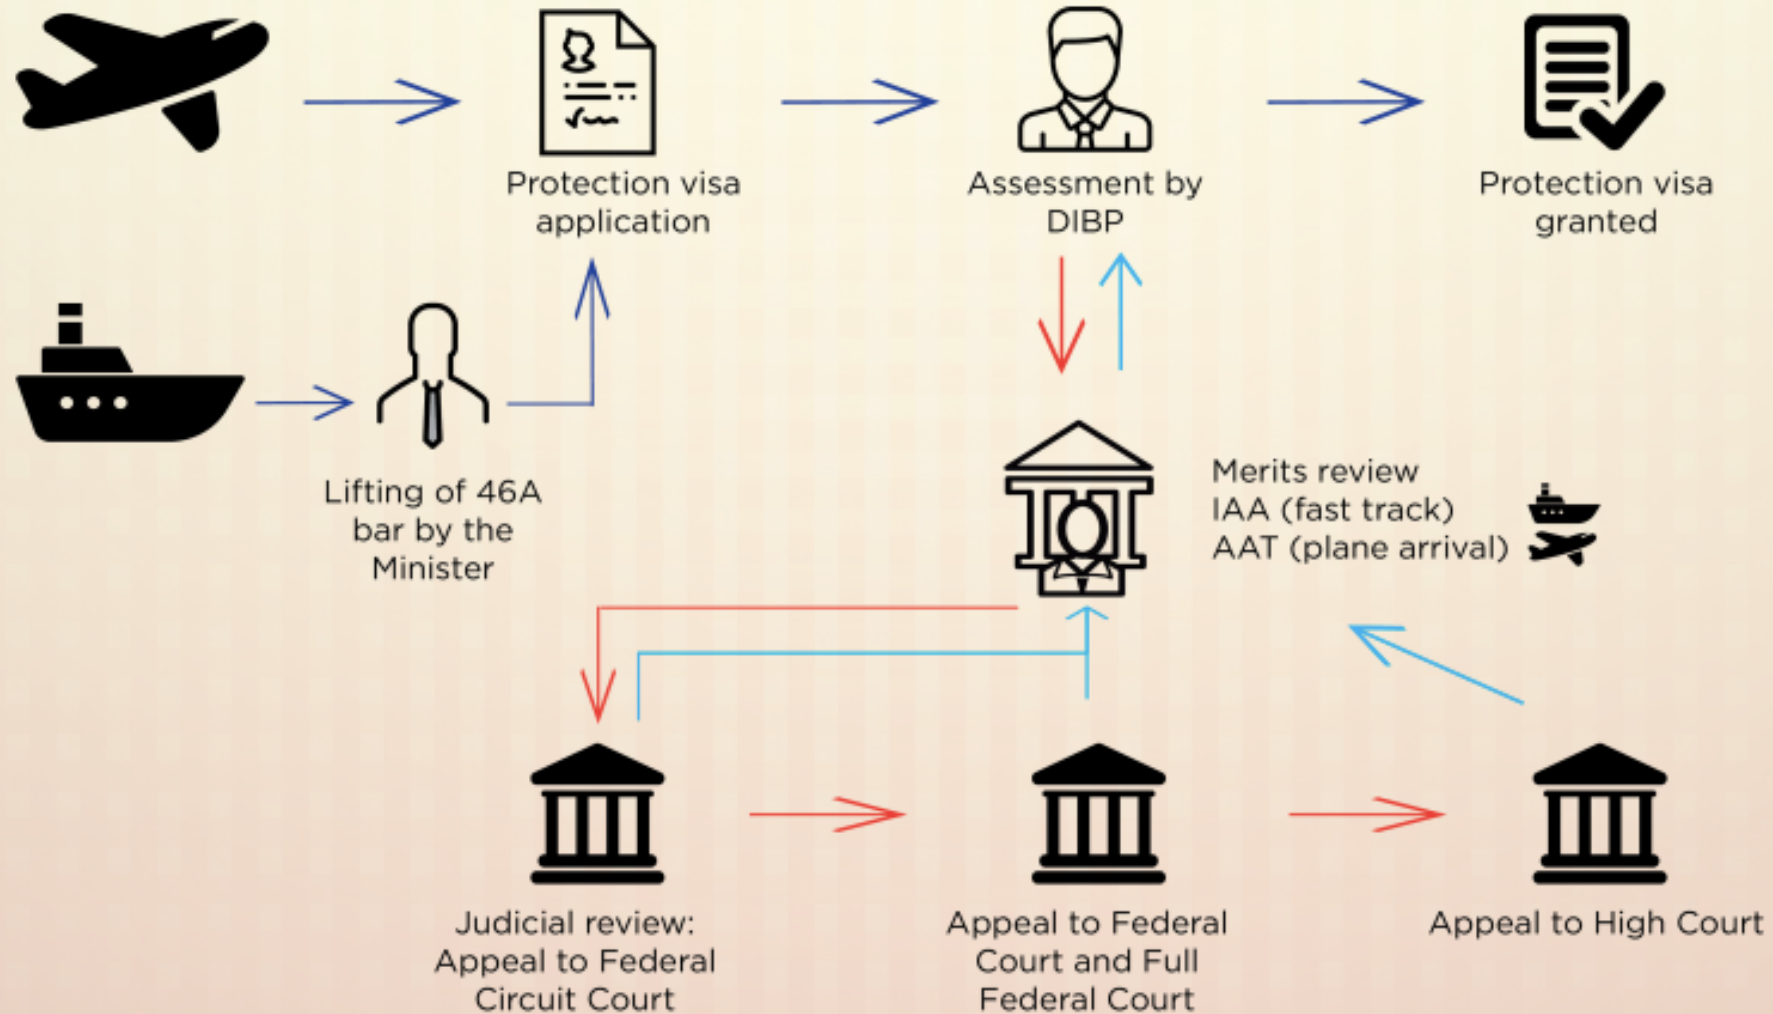 Protection visa
application
Assessment by
DIBP
Protection visa
granted
Lifting of 46A
bar by the
Minister
Merits review
IAA (fast track)
AAT (plane arrival)
Judicial review:
Appeal to Federal
Circuit Court
Appeal to Federal
Court and Full
Federal Court
Appeal to High Court